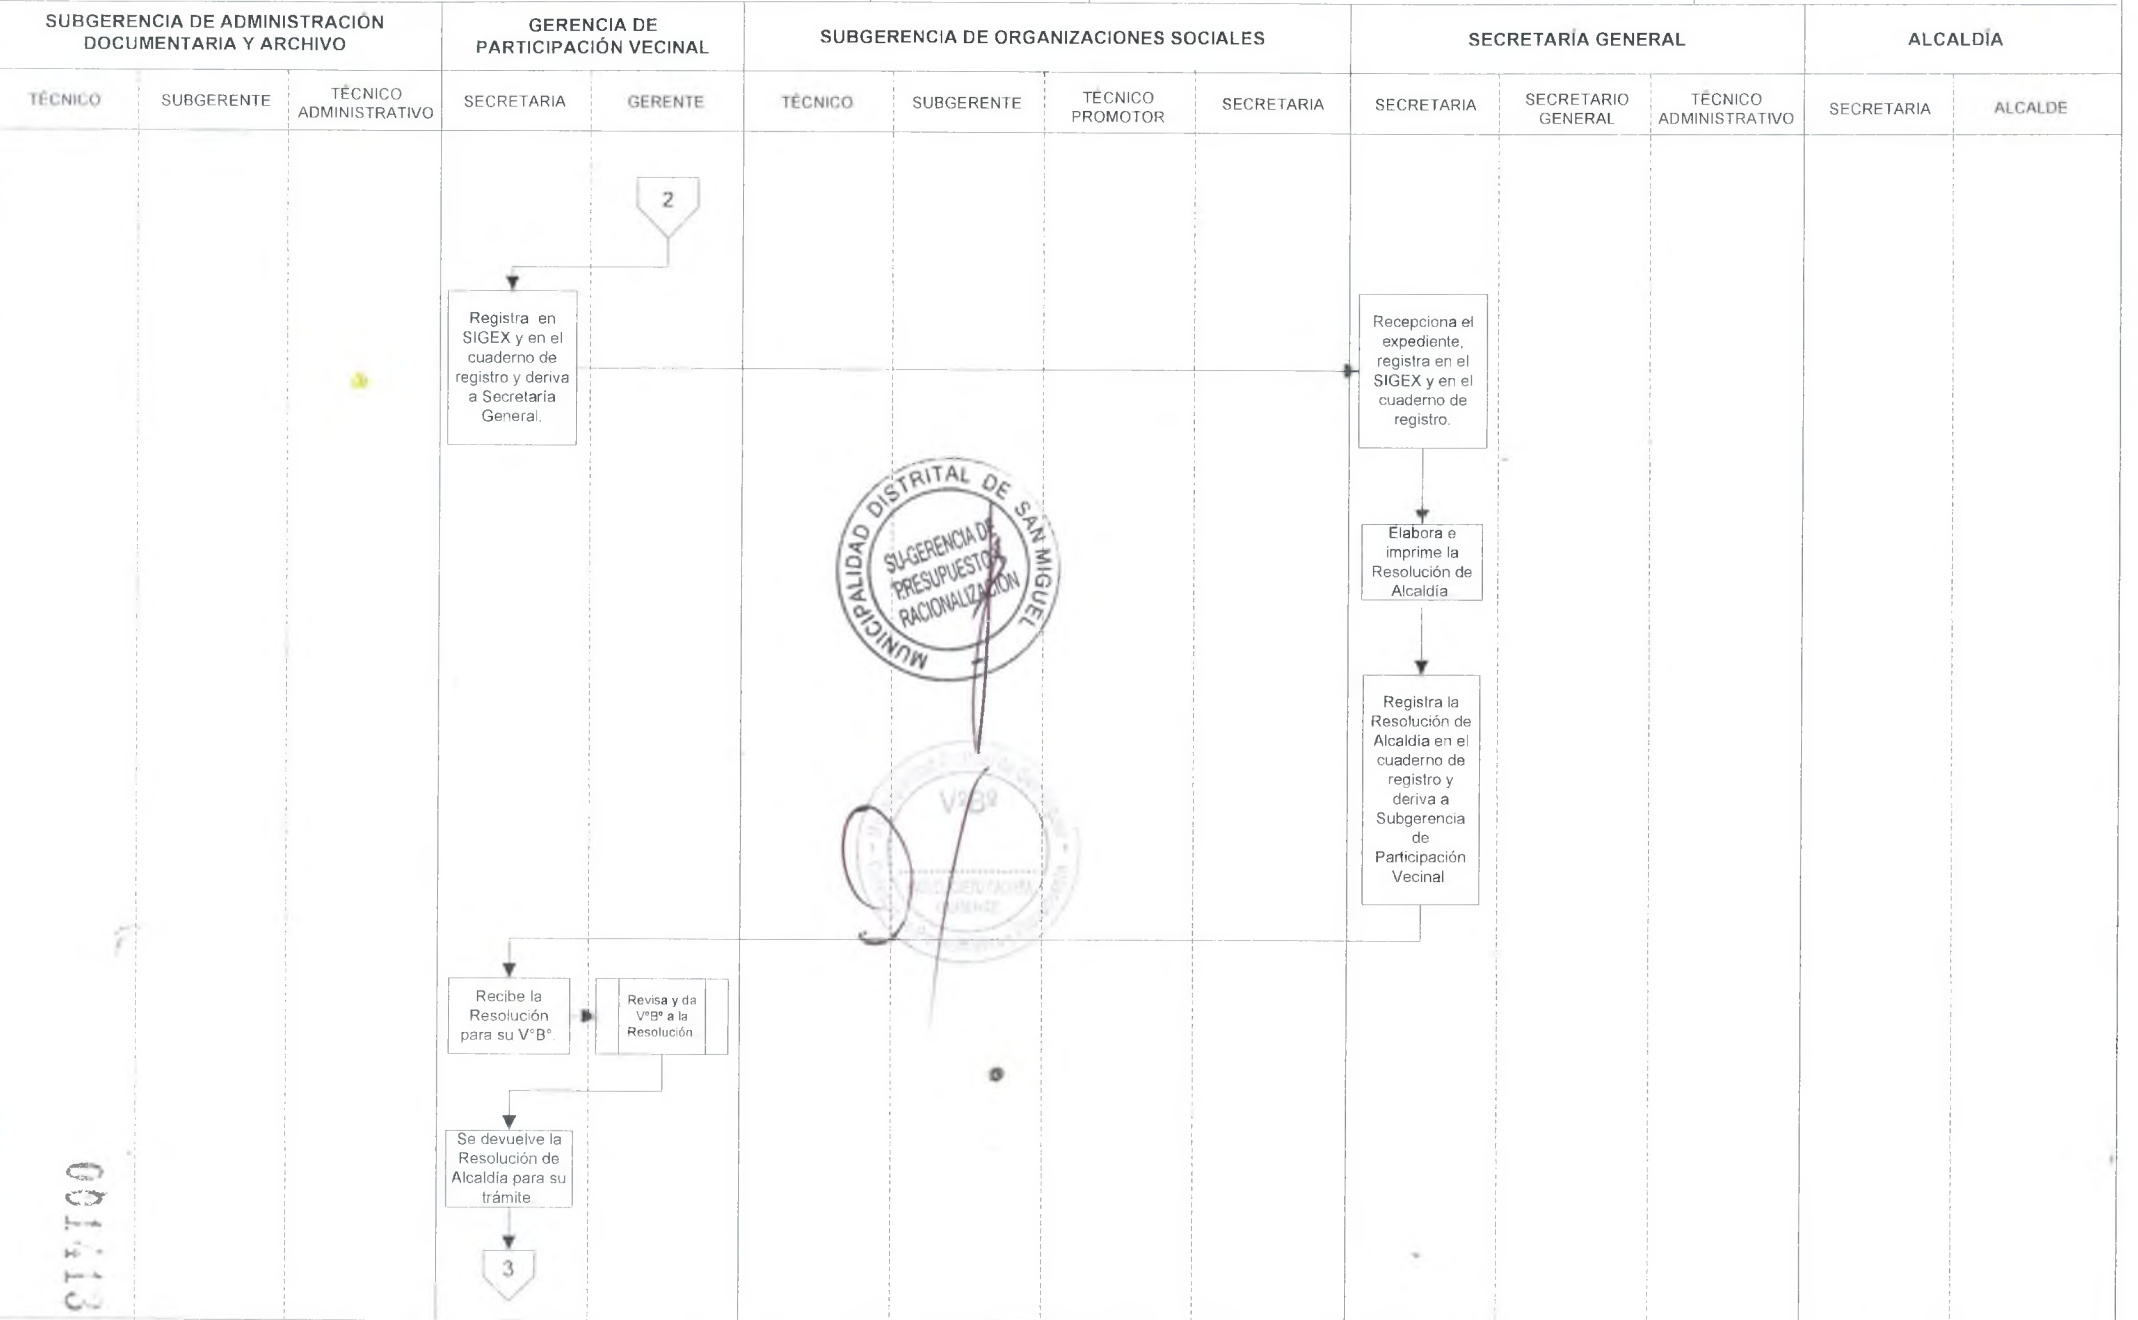 SUBGERENCIA DE ADMINISTRACIÓN
DOCUMENTARIA Y ARCHIVO
GERENCIA DE
PARTICIPACIÓN VECINAL
SUBGERENCIA DE ORGANIZACIONES SOCIALES
SECRETARÍA GENERAL
ALCALDÍA
TÉCNICO
SUBGERENTE
TÉCNICO
ADMINISTRATIVO
SECRETARIA
GERENTE
TÉCNICO
SUBGERENTE
TÉCNICO
PROMOTOR
SECRETARIA
SECRETARIA
SECRETARIO
GENERAL
TÉCNICO
ADMINISTRATIVO
SECRETARIA
ALCALDE
2
Registra en
SIGEX y en el
cuaderno de
registro y deriva
a Secretaría
General.
Recepciona el
expediente,
registra en el
SIGEX y en el
cuaderno de
registro.
MUNICIPALIDAD DISTRITAL DE SAN MIGUEL
SU-GERENCIA DE
PRESUPUESTO
RACIONALIZACIÓN
Elabora e
imprime la
Resolución de
Alcaldía
Registra la
Resolución de
Alcaldía en el
cuaderno de
registro y
deriva a
Subgerencia
de
Participación
Vecinal
VºBº
Recibe la
Resolución
para su V°B°.
Revisa y da
V°Bº a la
Resolución
Se devuelve la
Resolución de
Alcaldía para su
trámite
3